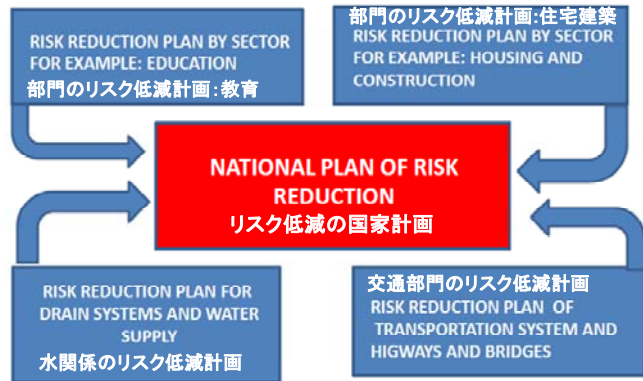 RISK REDUCTION PLAN BY SECTOR
FOR EXAMPLE: EDUCATION
部門のリスク低減計画:教育
部門のリスク低減計画:住宅建築
RISK REDUCTION PLAN BY SECTOR
FOR EXAMPLE: HOUSING AND
CONSTRUCTION
NATIONAL PLAN OF RISK
REDUCTION
リスク低減の国家計画
RISK REDUCTION PLAN FOR
DRAIN SYSTEMS AND WATER
SUPPLY
水関係のリスク低減計画
交通部門のリスク低減計画
RISK REDUCTION PLAN OF
TRANSPORTATION SYSTEM AND
HIGWAYS AND BRIDGES